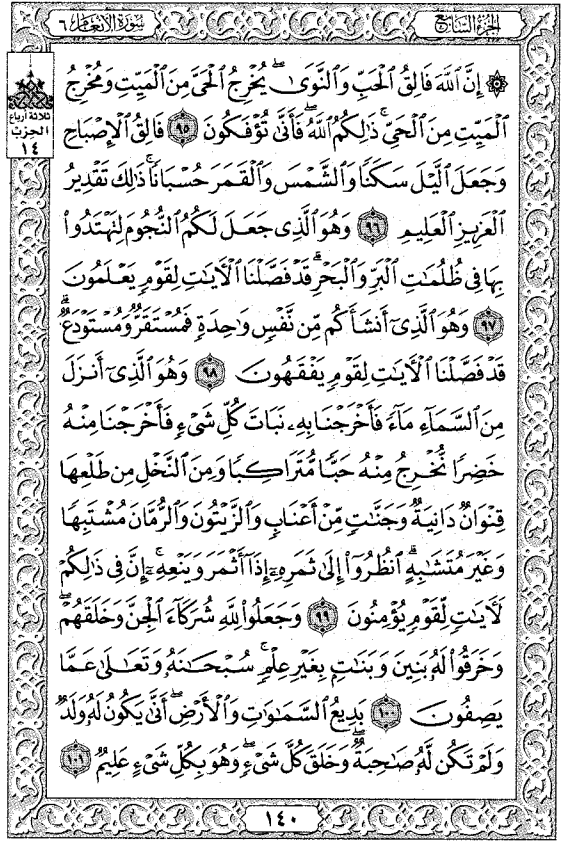 الجزء السابع
سورة الأنعام ٦
ثلاثة أرباع
الحزب
١٤
۞ إِنَّ ٱللَّهَ فَالِقُ ٱلْحَبِّ وَٱلنَّوَىٰ ۖ يُخْرِجُ ٱلْحَىَّ مِنَ ٱلْمَيِّتِ وَمُخْرِجُ
ٱلْمَيِّتِ مِنَ ٱلْحَىِّ ۚ ذَٰلِكُمُ ٱللَّهُ ۖ فَأَنَّىٰ تُؤْفَكُونَ ٩٥ فَالِقُ ٱلْإِصْبَاحِ
وَجَعَلَ ٱلَّيْلَ سَكَنًا وَٱلشَّمْسَ وَٱلْقَمَرَ حُسْبَانًا ۚ ذَٰلِكَ تَقْدِيرُ
ٱلْعَزِيزِ ٱلْعَلِيمِ ٩٦ وَهُوَ ٱلَّذِى جَعَلَ لَكُمُ ٱلنُّجُومَ لِتَهْتَدُوا۟
بِهَا فِى ظُلُمَٰتِ ٱلْبَرِّ وَٱلْبَحْرِ ۗ قَدْ فَصَّلْنَا ٱلْءَايَٰتِ لِقَوْمٍ يَعْلَمُونَ
٩٧ وَهُوَ ٱلَّذِىٓ أَنشَأَكُم مِّن نَّفْسٍ وَٰحِدَةٍ فَمُسْتَقَرٌّ وَمُسْتَوْدَعٌ ۗ
قَدْ فَصَّلْنَا ٱلْءَايَٰتِ لِقَوْمٍ يَفْقَهُونَ ٩٨ وَهُوَ ٱلَّذِىٓ أَنزَلَ
مِنَ ٱلسَّمَآءِ مَآءً فَأَخْرَجْنَا بِهِۦ نَبَاتَ كُلِّ شَىْءٍ فَأَخْرَجْنَا مِنْهُ
خَضِرًا نُّخْرِجُ مِنْهُ حَبًّا مُّتَرَاكِبًا وَمِنَ ٱلنَّخْلِ مِن طَلْعِهَا
قِنْوَانٌ دَانِيَةٌ وَجَنَّٰتٍ مِّنْ أَعْنَابٍ وَٱلزَّيْتُونَ وَٱلرُّمَّانَ مُشْتَبِهًا
وَغَيْرَ مُتَشَٰبِهٍ ۗ ٱنظُرُوٓا۟ إِلَىٰ ثَمَرِهِۦٓ إِذَآ أَثْمَرَ وَيَنْعِهِۦٓ ۚ إِنَّ فِى ذَٰلِكُمْ
لَءَايَٰتٍ لِّقَوْمٍ يُؤْمِنُونَ ٩٩ وَجَعَلُوا۟ لِلَّهِ شُرَكَآءَ ٱلْجِنَّ وَخَلَقَهُمْ ۖ
وَخَرَقُوا۟ لَهُۥ بَنِينَ وَبَنَٰتٍۭ بِغَيْرِ عِلْمٍ ۚ سُبْحَٰنَهُۥ وَتَعَٰلَىٰ عَمَّا
يَصِفُونَ ١٠٠ بَدِيعُ ٱلسَّمَٰوَٰتِ وَٱلْأَرْضِ ۖ أَنَّىٰ يَكُونُ لَهُۥ وَلَدٌ
وَلَمْ تَكُن لَّهُۥ صَٰحِبَةٌ ۖ وَخَلَقَ كُلَّ شَىْءٍ ۖ وَهُوَ بِكُلِّ شَىْءٍ عَلِيمٌ ١٠١
١٤٠